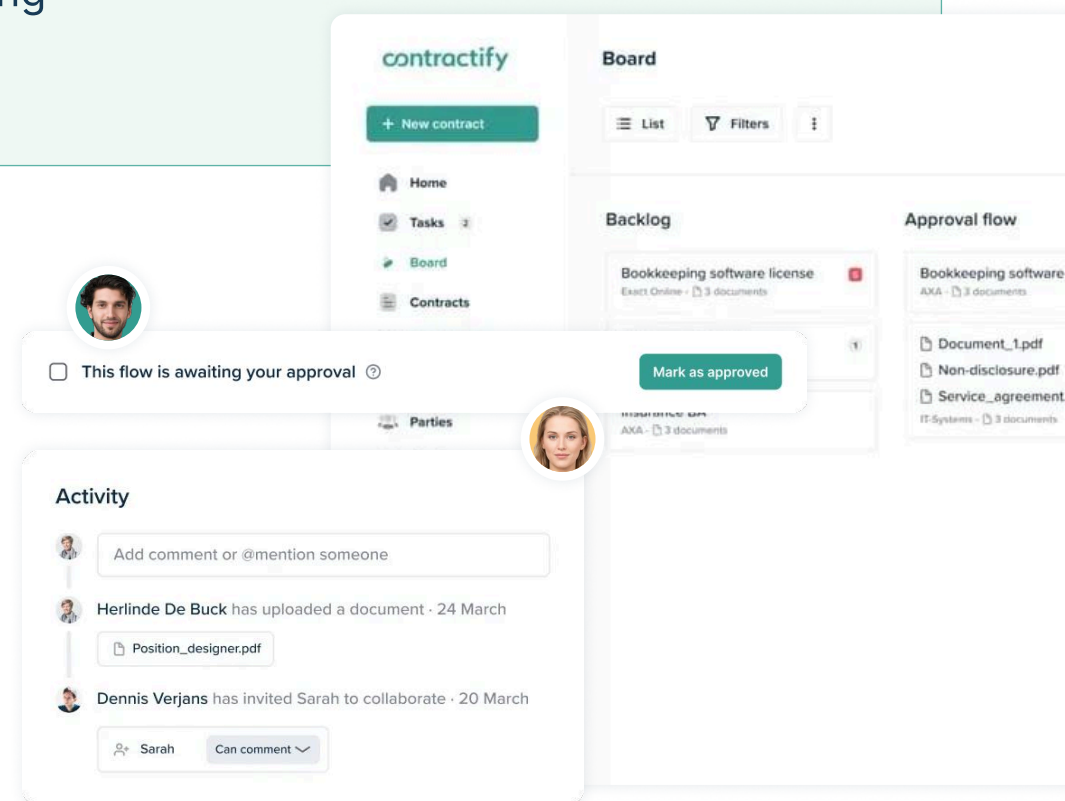 contractify
Board
+ New contract
List
Filters
Home
Tasks 2
Board
Contracts
Parties
Backlog
Approval flow
Bookkeeping software license
Exact Online - 3 documents
1
Insurance BA
AXA - 3 documents
Bookkeeping software
AXA - 3 documents
Document_1.pdf
Non-disclosure.pdf
Service_agreement
IT-Systems - 3 documents
This flow is awaiting your approval
Mark as approved
Activity
Add comment or @mention someone
Herlinde De Buck has uploaded a document · 24 March
Position_designer.pdf
Dennis Verjans has invited Sarah to collaborate · 20 March
Sarah
Can comment